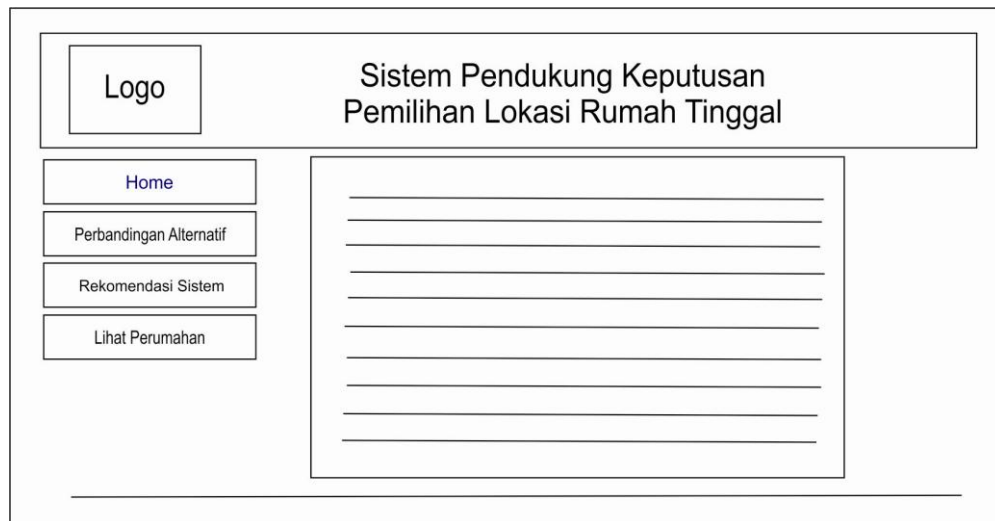 Logo
Sistem Pendukung Keputusan
Pemilihan Lokasi Rumah Tinggal
Home
Perbandingan Alternatif
Rekomendasi Sistem
Lihat Perumahan